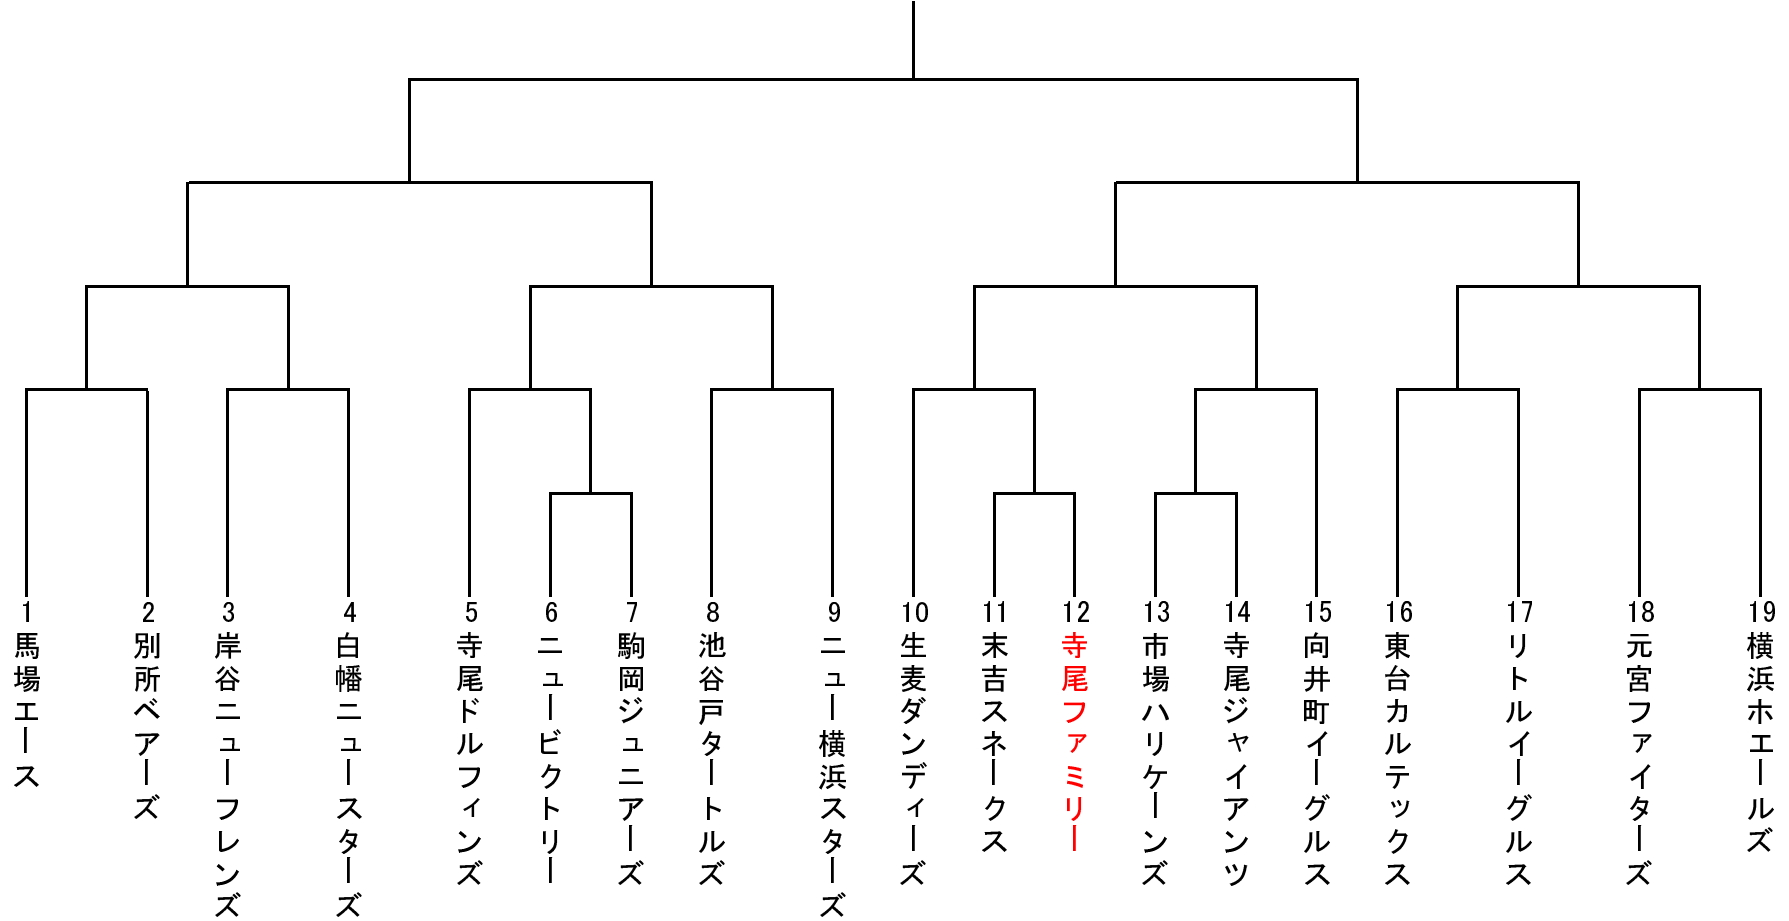 1 馬場エース
2 別所ベアーズ
3 岸谷ニューフレンズ
4 白幡ニュースターズ
5 寺尾ドルフィンズ
6 ニュービクトリー
7 駒岡ジュニアーズ
8 池谷戸タートルズ
9 ニュー横浜スターズ
10 生麦ダンディーズ
11 末吉スネークス
12 寺尾ファミリー
13 市場ハリケーンズ
14 寺尾ジャイアンツ
15 向井町イーグルス
16 東台カルテックス
17 リトルイーグルス
18 元宮ファイターズ
19 横浜ホエールズ